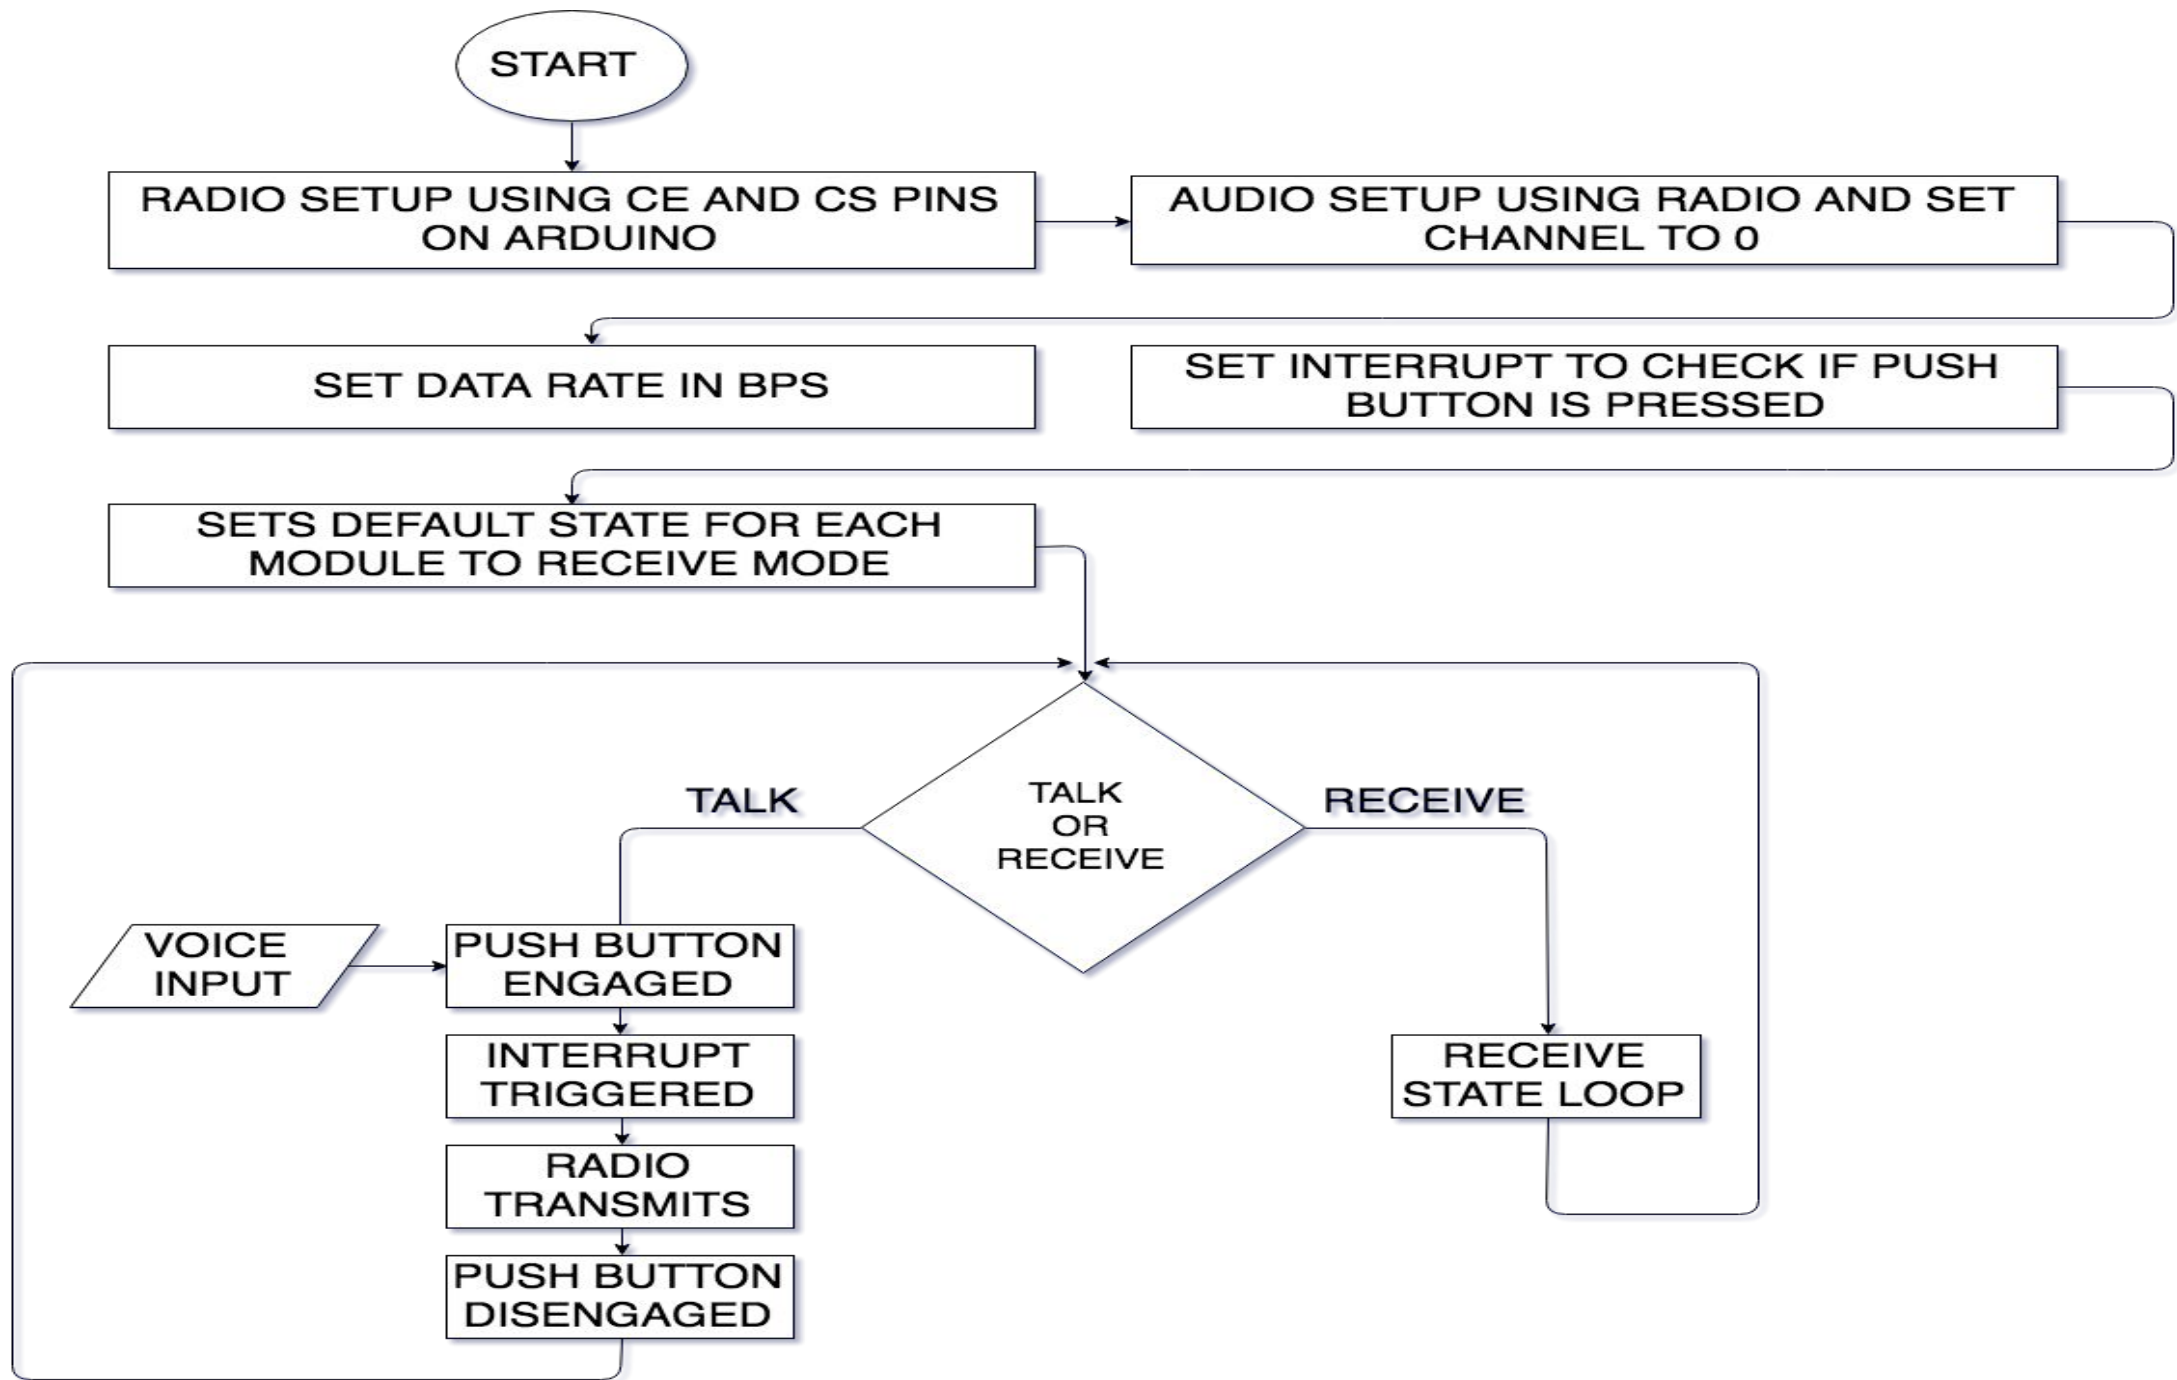 START
RADIO SETUP USING CE AND CS PINS
ON ARDUINO
AUDIO SETUP USING RADIO AND SET
CHANNEL TO 0
SET DATA RATE IN BPS
SET INTERRUPT TO CHECK IF PUSH
BUTTON IS PRESSED
SETS DEFAULT STATE FOR EACH
MODULE TO RECEIVE MODE
TALK
OR
RECEIVE
TALK
RECEIVE
VOICE
INPUT
PUSH BUTTON
ENGAGED
INTERRUPT
TRIGGERED
RADIO
TRANSMITS
PUSH BUTTON
DISENGAGED
RECEIVE
STATE LOOP